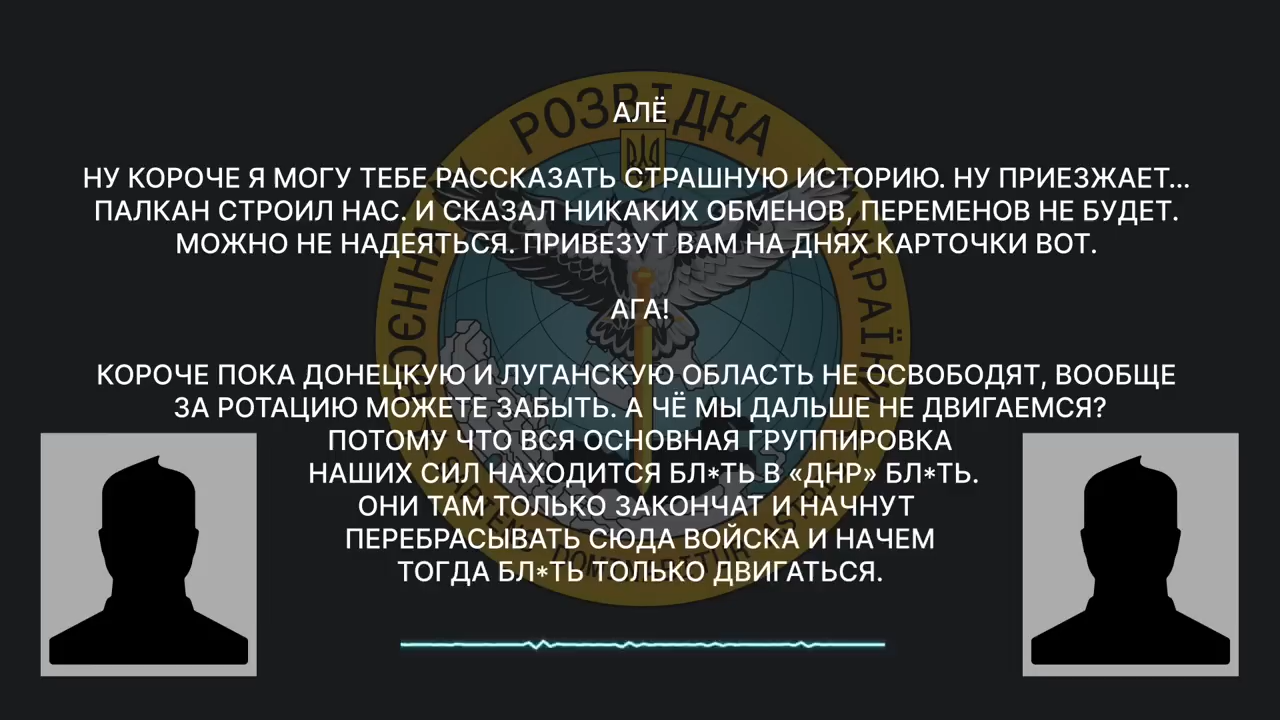 АЛЁ
НУ КОРОЧЕ Я МОГУ ТЕБЕ РАССКАЗАТЬ СТРАШНУЮ ИСТОРИЮ. НУ ПРИЕЗЖАЕТ...
ПАЛКАН СТРОИЛ НАС. И СКАЗАЛ НИКАКИХ ОБМЕНОВ, ПЕРЕМЕНОВ НЕ БУДЕТ.
МОЖНО НЕ НАДЕЯТЬСЯ. ПРИВЕЗУТ ВАМ НА ДНЯХ КАРТОЧКИ ВОТ.
АГА!
КОРОЧЕ ПОКА ДОНЕЦКУЮ И ЛУГАНСКУЮ ОБЛАСТЬ НЕ ОСВОБОДЯТ, ВООБЩЕ
ЗА РОТАЦИЮ МОЖЕТЕ ЗАБЫТЬ. А ЧЁ МЫ ДАЛЬШЕ НЕ ДВИГАЕМСЯ?
ПОТОМУ ЧТО ВСЯ ОСНОВНАЯ ГРУППИРОВКА
НАШИХ СИЛ НАХОДИТСЯ БЛ*ТЬ В «ДНР» БЛ*ТЬ.
ОНИ ТАМ ТОЛЬКО ЗАКОНЧАТ И НАЧНУТ
ПЕРЕБРАСЫВАТЬ СЮДА ВОЙСКА И НАЧЕМ
ТОГДА БЛ*ТЬ ТОЛЬКО ДВИГАТЬСЯ.
ВОЄННА РОЗВІДКА УКРАЇНИ